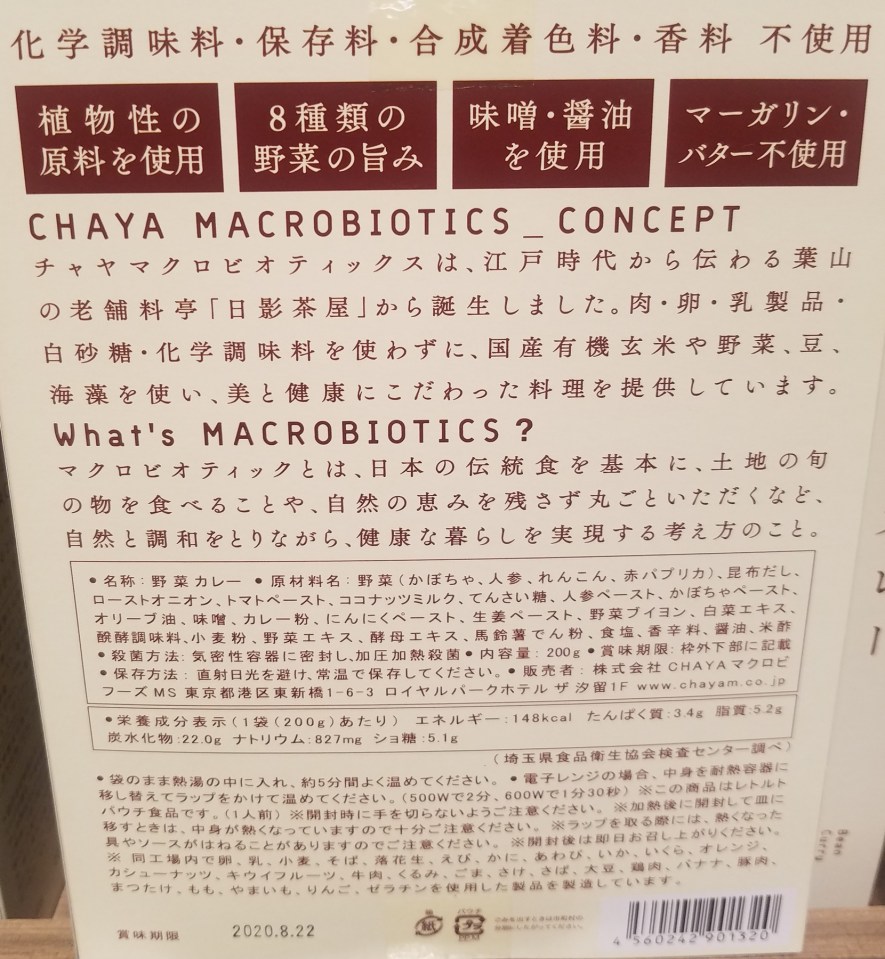 化学調味料・保存料・合成着色料・香料 不使用
植物性の
原料を使用
8種類の
野菜の旨み
味噌・醤油
を使用
マーガリン・
バター不使用
CHAYA MACROBIOTICS_CONCEPT
チャヤマクロビオティックスは、江戸時代から伝わる葉山
の老舗料亭「日影茶屋」から誕生しました。肉・卵・乳製品・
白砂糖・化学調味料を使わずに、国産有機玄米や野菜、豆、
海藻を使い、美と健康にこだわった料理を提供しています。
What's MACROBIOTICS?
マクロビオティックとは、日本の伝統食を基本に、土地の旬
の物を食べることや、自然の恵みを残さず丸ごといただくなど、
自然と調和をとりながら、健康な暮らしを実現する考え方のこと。
●名称:野菜カレー ●原材料名:野菜(かぼちゃ、人参、れんこん、赤パプリカ)、昆布だし、
ローストオニオン、トマトペースト、ココナッツミルク、てんさい糖、人参ペースト、かぼちゃペースト、
オリーブ油、味噌、カレー粉、にんにくペースト、生姜ペースト、野菜ブイヨン、白菜エキス、
醗酵調味料、小麦粉、野菜エキス、酵母エキス、馬鈴薯でん粉、食塩、香辛料、醤油、米酢
●殺菌方法:気密性容器に密封し、加圧加熱殺菌●内容量:200g●賞味期限:枠外下部に記載
●保存方法:直射日光を避け、常温で保存してください。●販売者:株式会社CHAYAマクロビ
フーズMS 東京都港区東新橋1-6-3 ロイヤルパークホテル ザ 汐留1F www.chayam.co.jp
●栄養成分表示(1袋(200g)あたり) エネルギー:148kcal たんぱく質:3.4g 脂質:5.2g
炭水化物:22.0g ナトリウム:827mg ショ糖:5.1g
(埼玉県食品衛生協会検査センター調べ)
●袋のまま熱湯の中に入れ、約5分間よく温めてください。●電子レンジの場合、中身を耐熱容器に
移し替えてラップをかけて温めてください。(500Wで2分、600Wで1分30秒)※この商品はレトルト
パウチ食品です。(1人前)※開封時に手を切らないようご注意ください。※加熱後に開封して皿に
移すときは、中身が熱くなっていますので十分ご注意ください。※ラップを取る際には、熱くなった
具やソースがはねることがありますのでご注意ください。※開封後は即日お召し上がりください。
※ 同工場内で卵、乳、小麦、そば、落花生、えび、かに、あわび、いか、いくら、オレンジ、
カシューナッツ、キウイフルーツ、牛肉、くるみ、ごま、さけ、さば、大豆、鶏肉、バナナ、豚肉、
まつたけ、もも、やまいも、りんご、ゼラチンを使用した製品を製造しています。
賞味期限 2020.8.22
箱
紙
パウチ
プラ
4 560242 901320
Bean
Curry